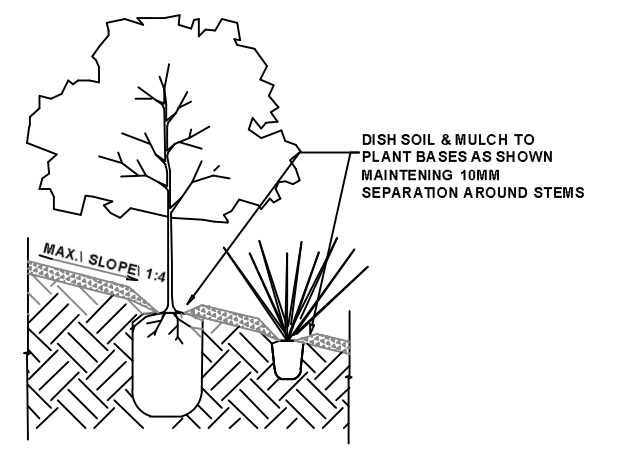 DISH SOIL & MULCH TO
PLANT BASES AS SHOWN
MAINTENING 10MM
SEPARATION AROUND STEMS
MAX.\ SLOPE\ 1:4